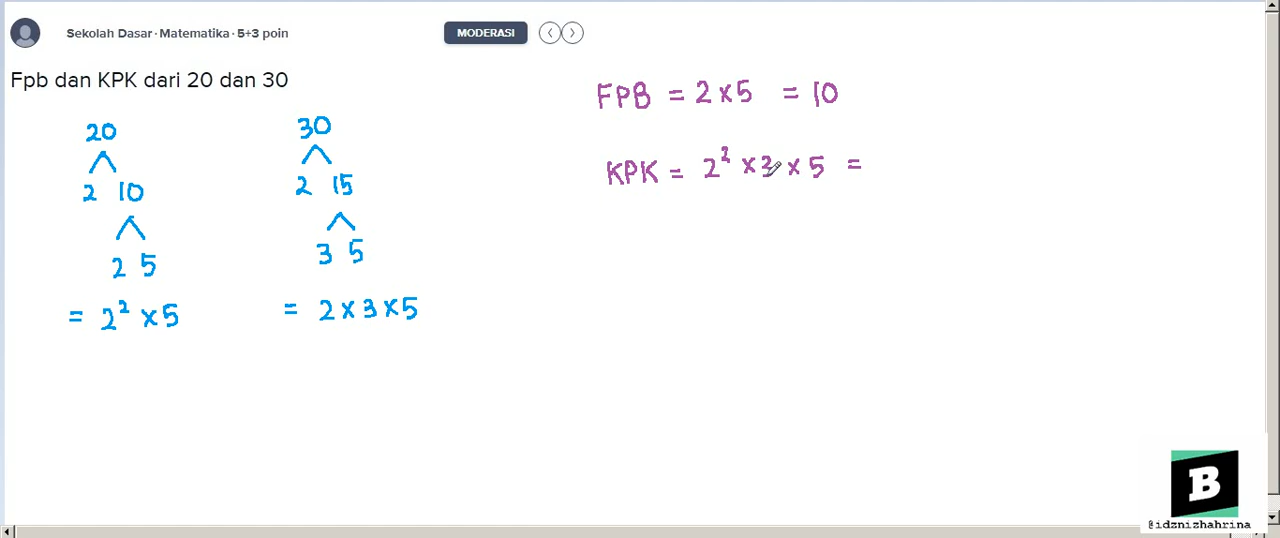 Sekolah Dasar · Matematika · 5+3 poin
MODERASI
Fpb dan KPK dari 20 dan 30
20
2 10
2 5
= 2² × 5
30
2 15
3 5
= 2 × 3 × 5
FPB = 2 × 5 = 10
KPK = 2² × 3 × 5 =
B
@idznizhahrina